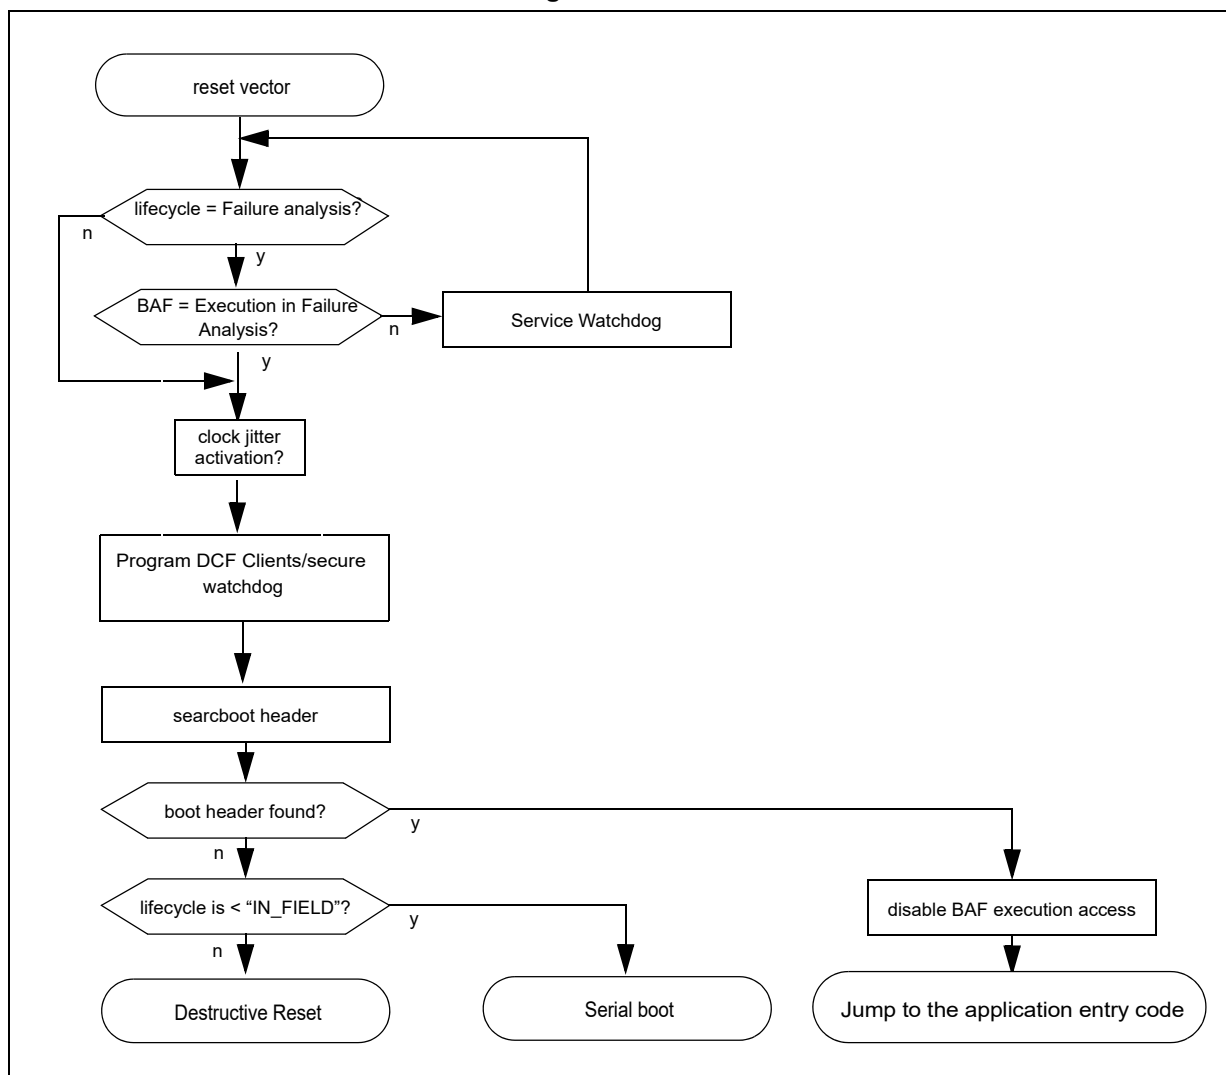 reset vector
lifecycle = Failure analysis?
n
y
BAF = Execution in Failure
Analysis?
n
Service Watchdog
y
clock jitter
activation?
Program DCF Clients/secure
watchdog
searcboot header
boot header found?
y
n
lifecycle is < “IN_FIELD”?
y
disable BAF execution access
n
Destructive Reset
Serial boot
Jump to the application entry code